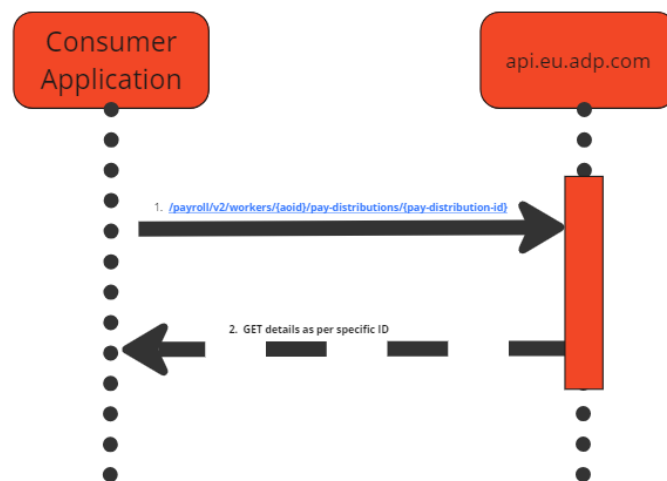 Consumer
Application
api.eu.adp.com
1. /payroll/v2/workers/{aoid}/pay-distributions/{pay-distribution-id}
2. GET details as per specific ID